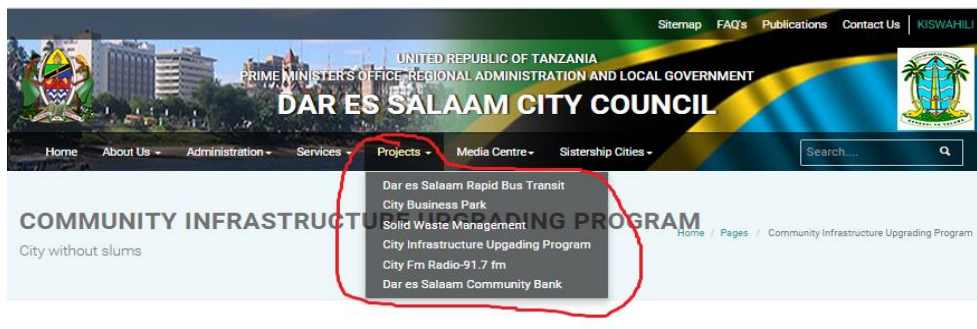 Sitemap FAQ's Publications Contact Us KISWAHILI
UNITED REPUBLIC OF TANZANIA
PRIME MINISTER'S OFFICE REGIONAL ADMINISTRATION AND LOCAL GOVERNMENT
DAR ES SALAAM CITY COUNCIL
Home About Us Administration Services Projects Media Centre Sistership Cities Search....
Dar es Salaam Rapid Bus Transit
City Business Park
Solid Waste Management
City Infrastructure Upgading Program
City Fm Radio-91.7 fm
Dar es Salaam Community Bank
COMMUNITY INFRASTRUCTURE UPGRADING PROGRAM
City without slums
Home / Pages / Community Infrastructure Upgrading Program